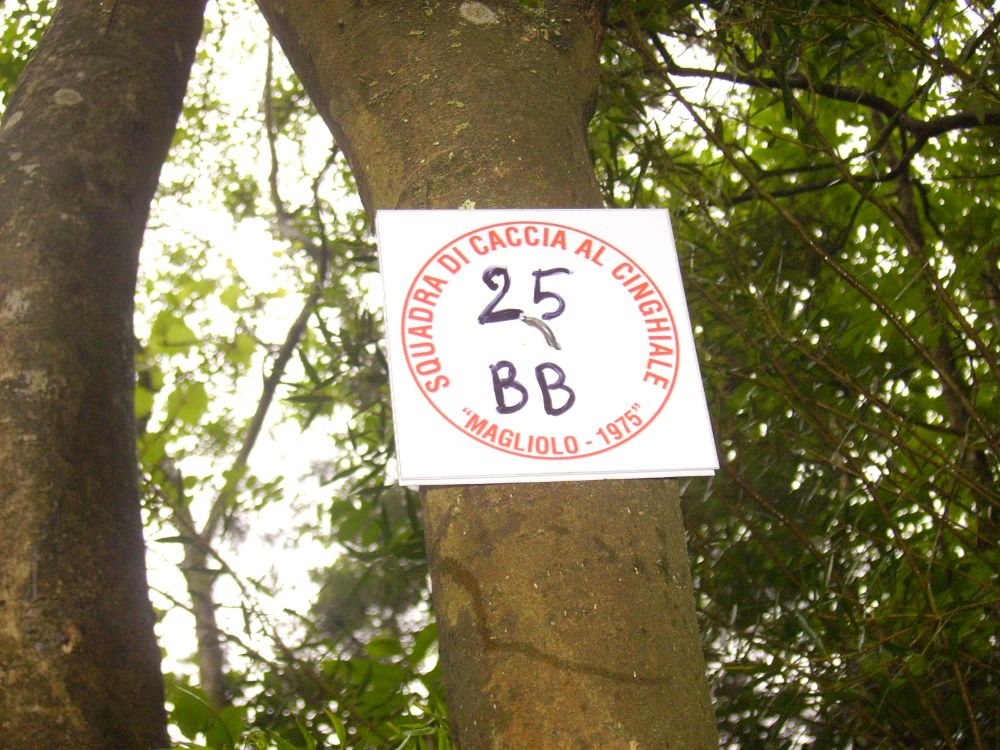 SQUADRA DI CACCIA AL CINGHIALE
25
BB
"MAGLIOLO - 1975"